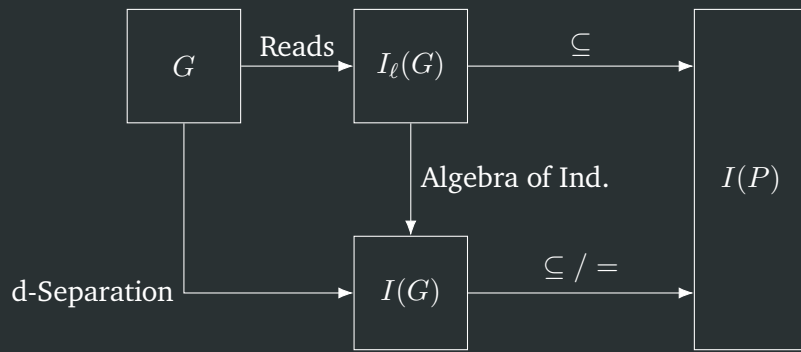 G
Reads
I_ℓ(G)
⊆
Algebra of Ind.
I(P)
d-Separation
I(G)
⊆ / =